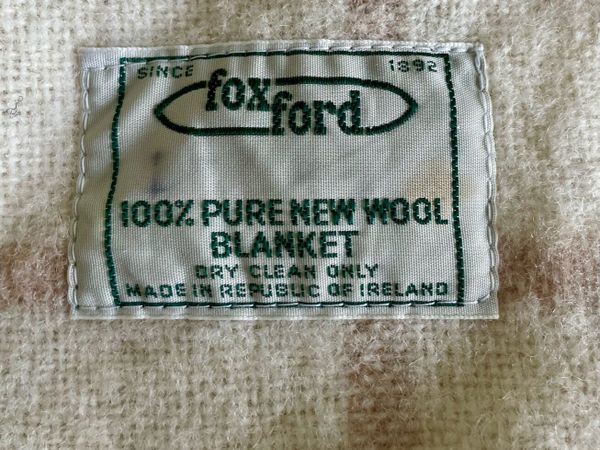 SINCE 1892
fox
ford
100% PURE NEW WOOL
BLANKET
DRY CLEAN ONLY
MADE IN REPUBLIC OF IRELAND